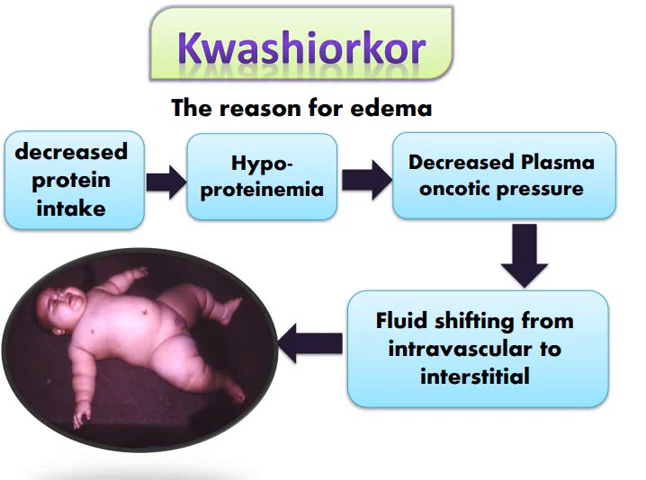 Kwashiorkor
The reason for edema
decreased
protein
intake
Hypo-
proteinemia
Decreased Plasma
oncotic pressure
Fluid shifting from
intravascular to
interstitial